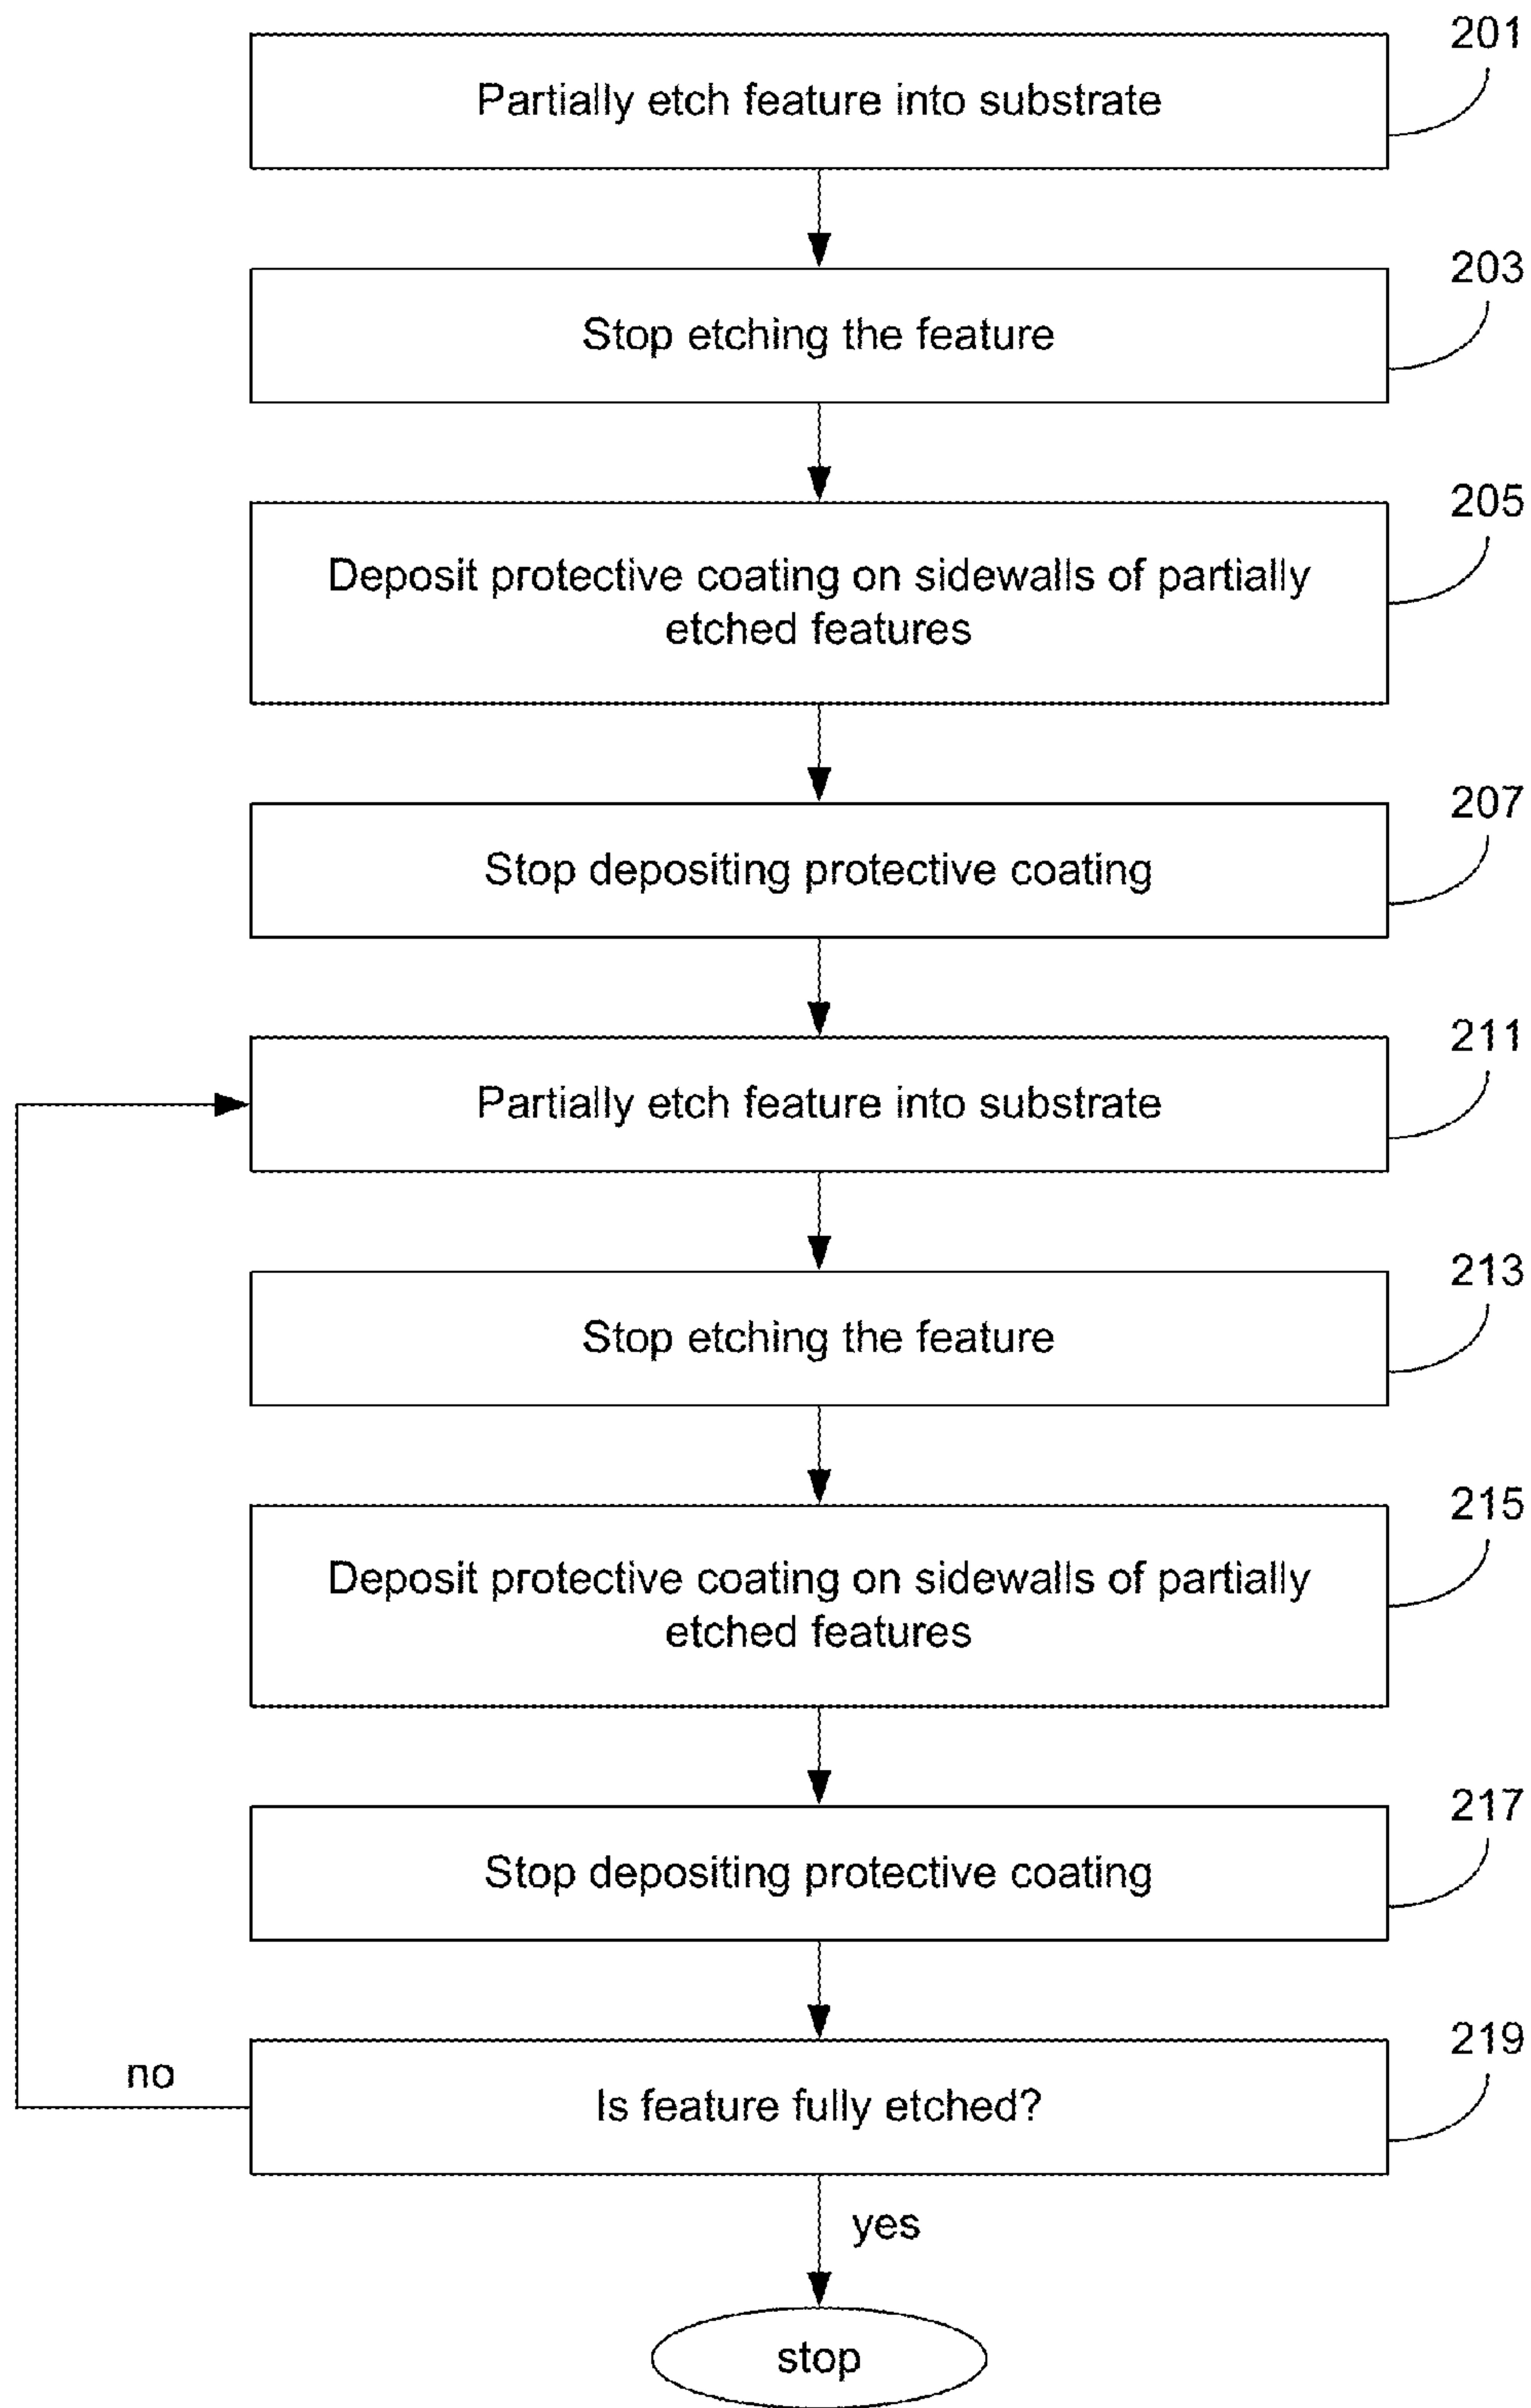 201
Partially etch feature into substrate
203
Stop etching the feature
205
Deposit protective coating on sidewalls of partially
etched features
207
Stop depositing protective coating
211
Partially etch feature into substrate
213
Stop etching the feature
215
Deposit protective coating on sidewalls of partially
etched features
217
Stop depositing protective coating
219
no
Is feature fully etched?
yes
stop